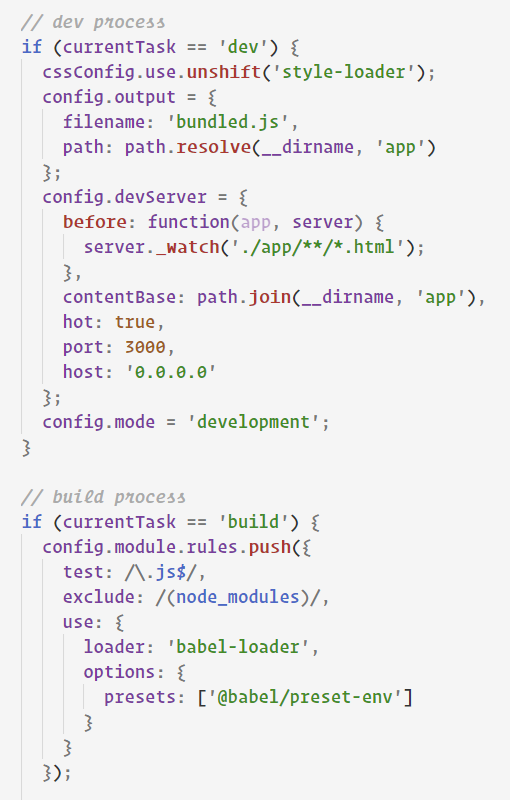 // dev process
if (currentTask == 'dev') {
  cssConfig.use.unshift('style-loader');
  config.output = {
    filename: 'bundled.js',
    path: path.resolve(__dirname, 'app')
  };
  config.devServer = {
    before: function(app, server) {
      server._watch('./app/**/*.html');
    },
    contentBase: path.join(__dirname, 'app'),
    hot: true,
    port: 3000,
    host: '0.0.0.0'
  };
  config.mode = 'development';
}

// build process
if (currentTask == 'build') {
  config.module.rules.push({
    test: /\.js$/,
    exclude: /(node_modules)/,
    use: {
      loader: 'babel-loader',
      options: {
        presets: ['@babel/preset-env']
      }
    }
  });